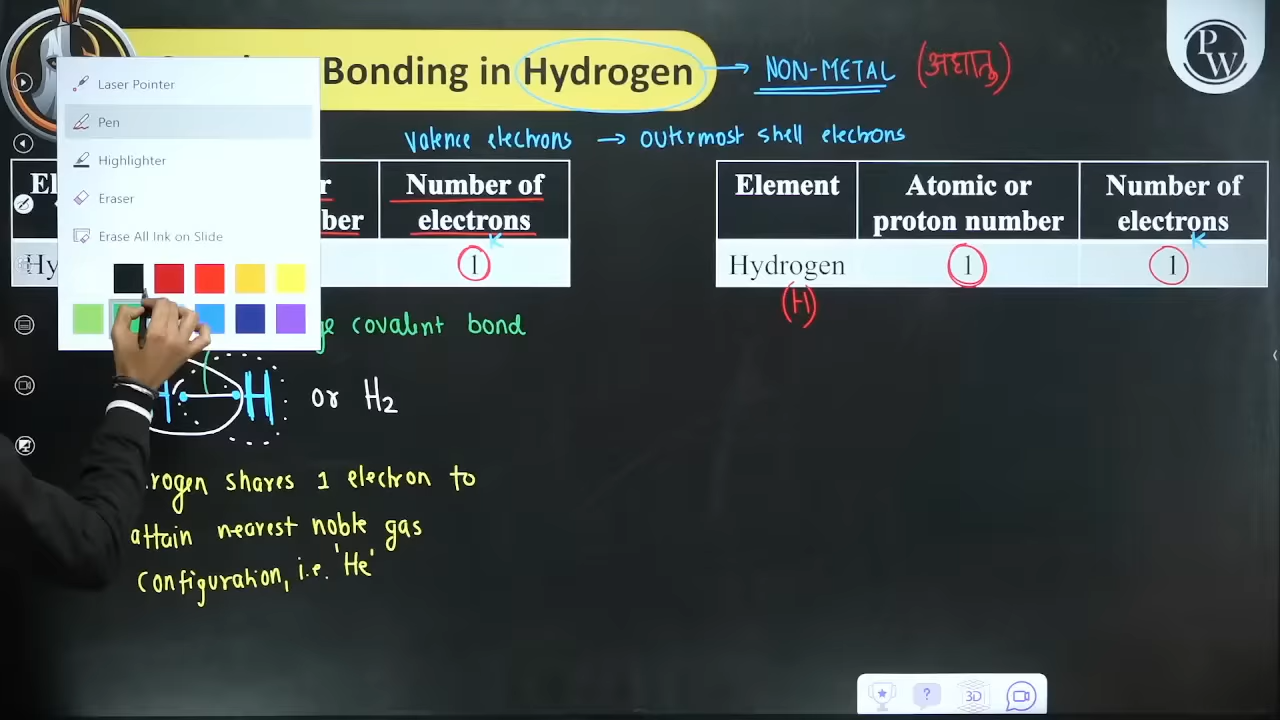 Bonding in Hydrogen → NON-METAL (अधातु)
PW
Laser Pointer
Pen
Highlighter
Eraser
Erase All Ink on Slide
valence electrons → outermost shell electrons
Number of
electrons
K
1
Element
Atomic or
proton number
Number of
electrons
K
Hydrogen
1
1
(H)
covalent bond
H or H₂
shares 1 electron to
attain nearest noble gas
configuration, i.e. 'He'
?
3D